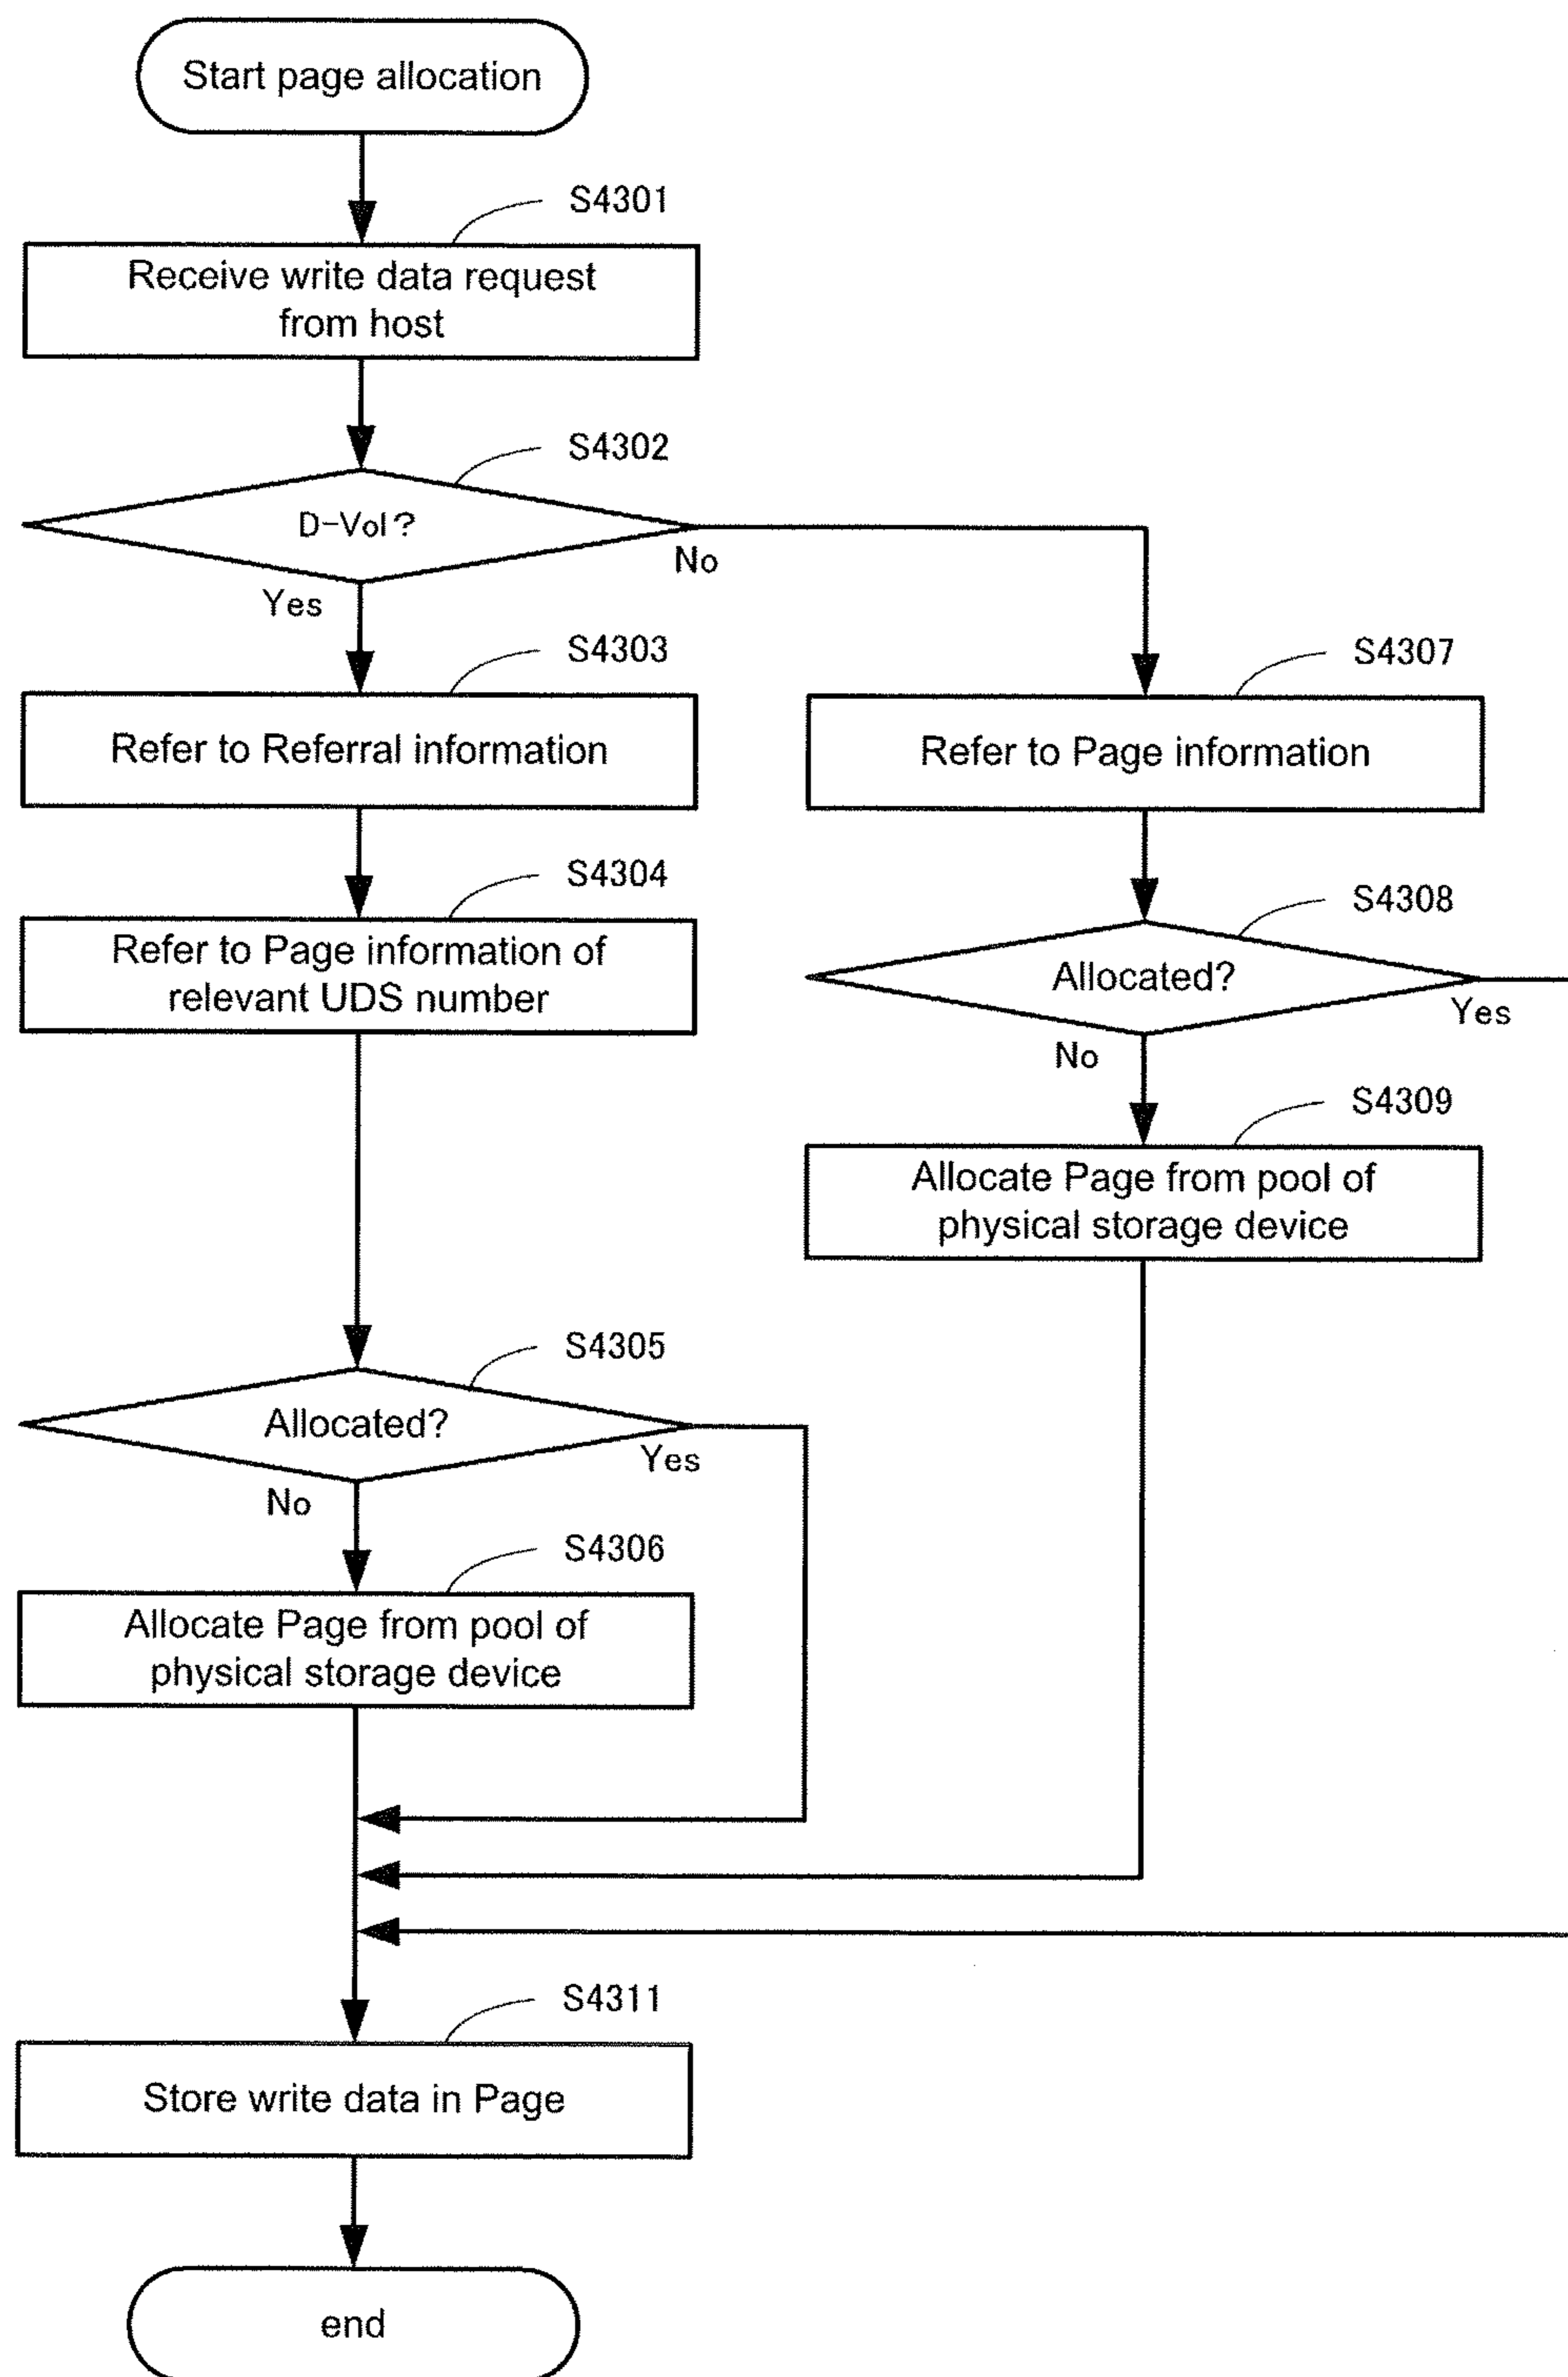 Start page allocation
S4301
Receive write data request
from host
S4302
D-Vol?
No
Yes
S4303
Refer to Referral information
S4304
Refer to Page information of
relevant UDS number
S4305
Allocated?
Yes
No
S4306
Allocate Page from pool of
physical storage device
S4307
Refer to Page information
S4308
Allocated?
Yes
No
S4309
Allocate Page from pool of
physical storage device
S4311
Store write data in Page
end